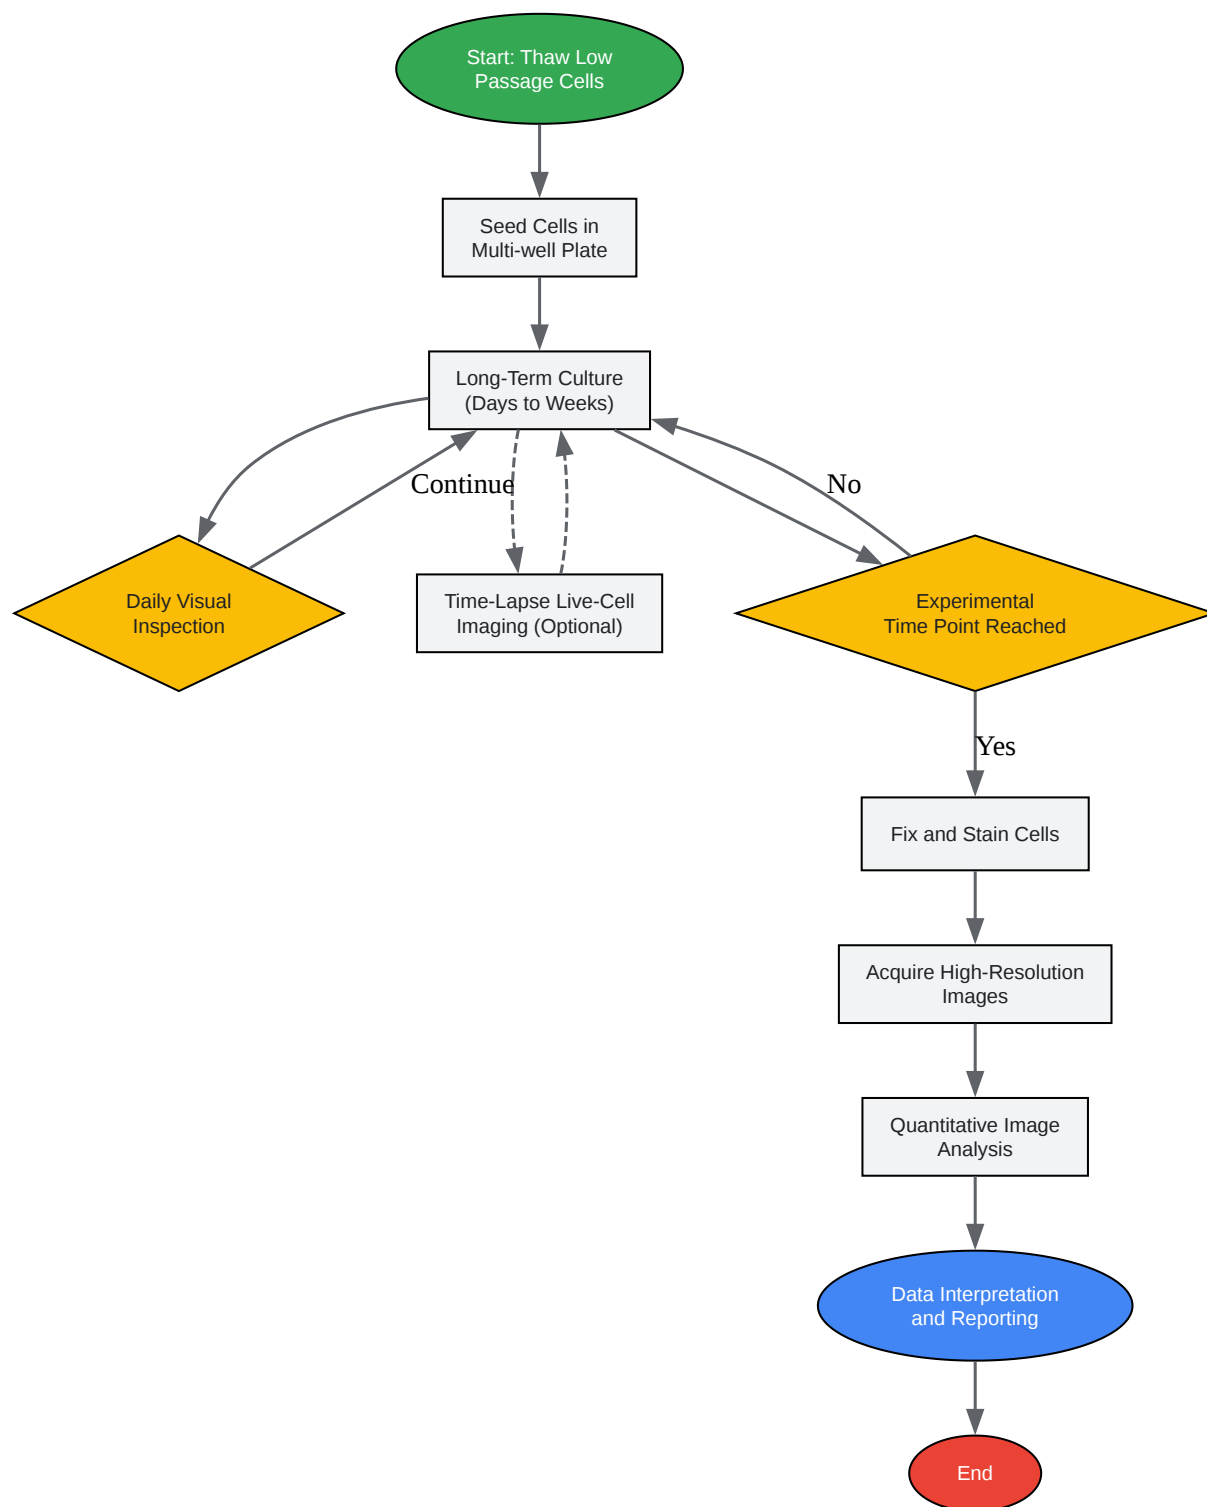 Start: Thaw Low
Passage Cells
Seed Cells in
Multi-well Plate
Long-Term Culture
(Days to Weeks)
Continue
No
Daily Visual
Inspection
Time-Lapse Live-Cell
Imaging (Optional)
Experimental
Time Point Reached
Yes
Fix and Stain Cells
Acquire High-Resolution
Images
Quantitative Image
Analysis
Data Interpretation
and Reporting
End